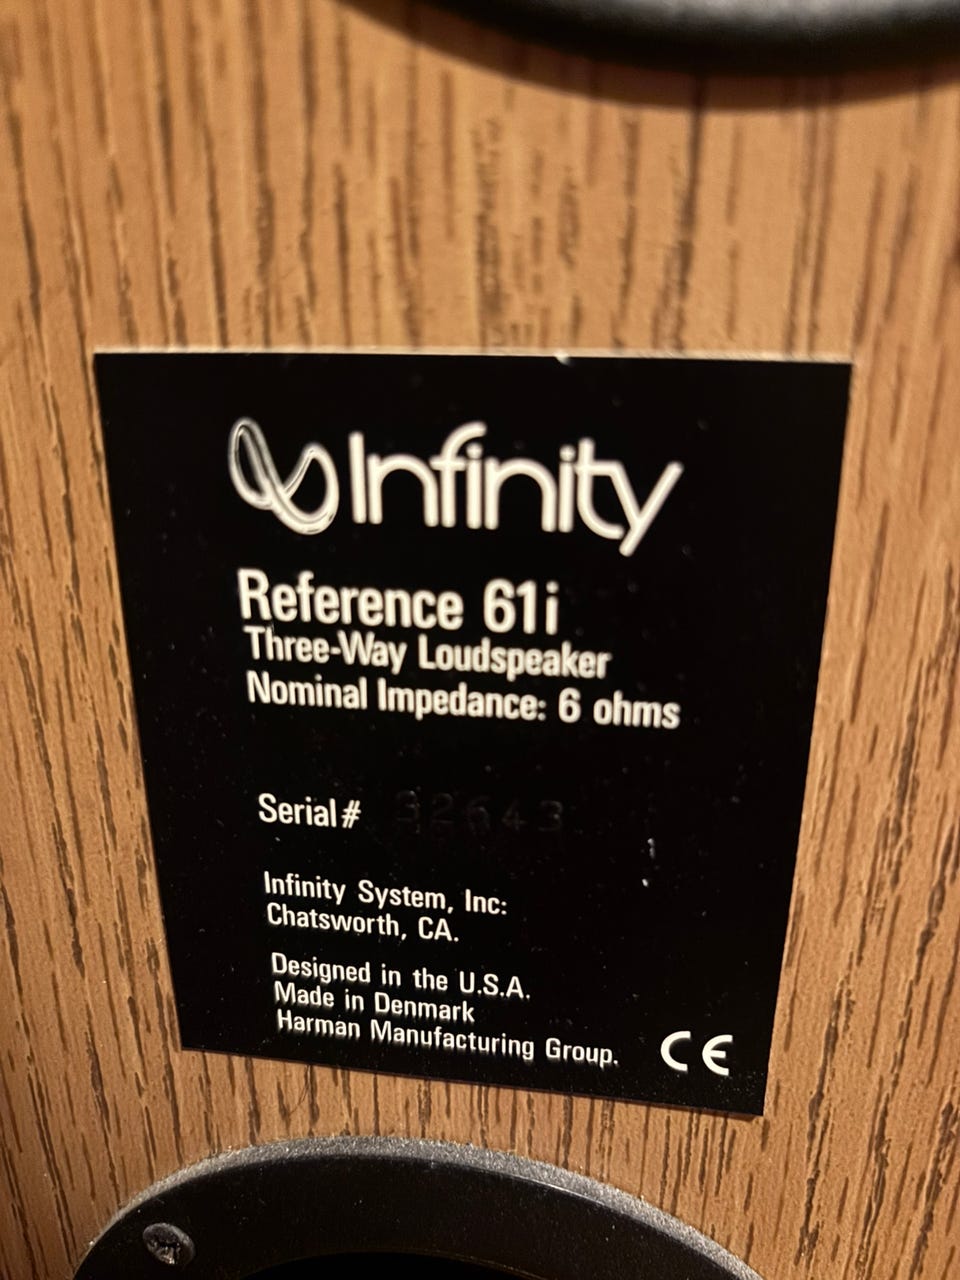 Infinity
Reference 61i
Three-Way Loudspeaker
Nominal Impedance: 6 ohms
Serial# 32643
Infinity System, Inc:
Chatsworth, CA.
Designed in the U.S.A.
Made in Denmark
Harman Manufacturing Group.
CE